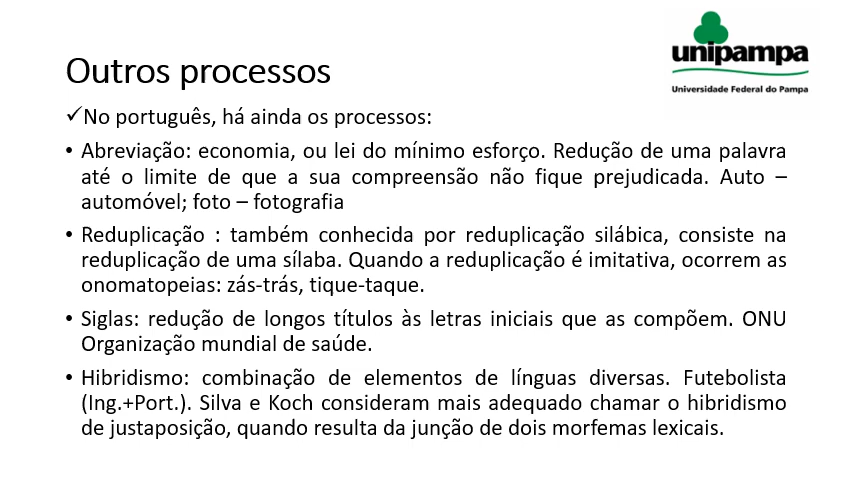 unipampa
Universidade Federal do Pampa
Outros processos
✓No português, há ainda os processos:
• Abreviação: economia, ou lei do mínimo esforço. Redução de uma palavra
até o limite de que a sua compreensão não fique prejudicada. Auto –
automóvel; foto – fotografia
• Reduplicação : também conhecida por reduplicação silábica, consiste na
reduplicação de uma sílaba. Quando a reduplicação é imitativa, ocorrem as
onomatopeias: zás-trás, tique-taque.
• Siglas: redução de longos títulos às letras iniciais que as compõem. ONU
Organização mundial de saúde.
• Hibridismo: combinação de elementos de línguas diversas. Futebolista
(Ing.+Port.). Silva e Koch consideram mais adequado chamar o hibridismo
de justaposição, quando resulta da junção de dois morfemas lexicais.